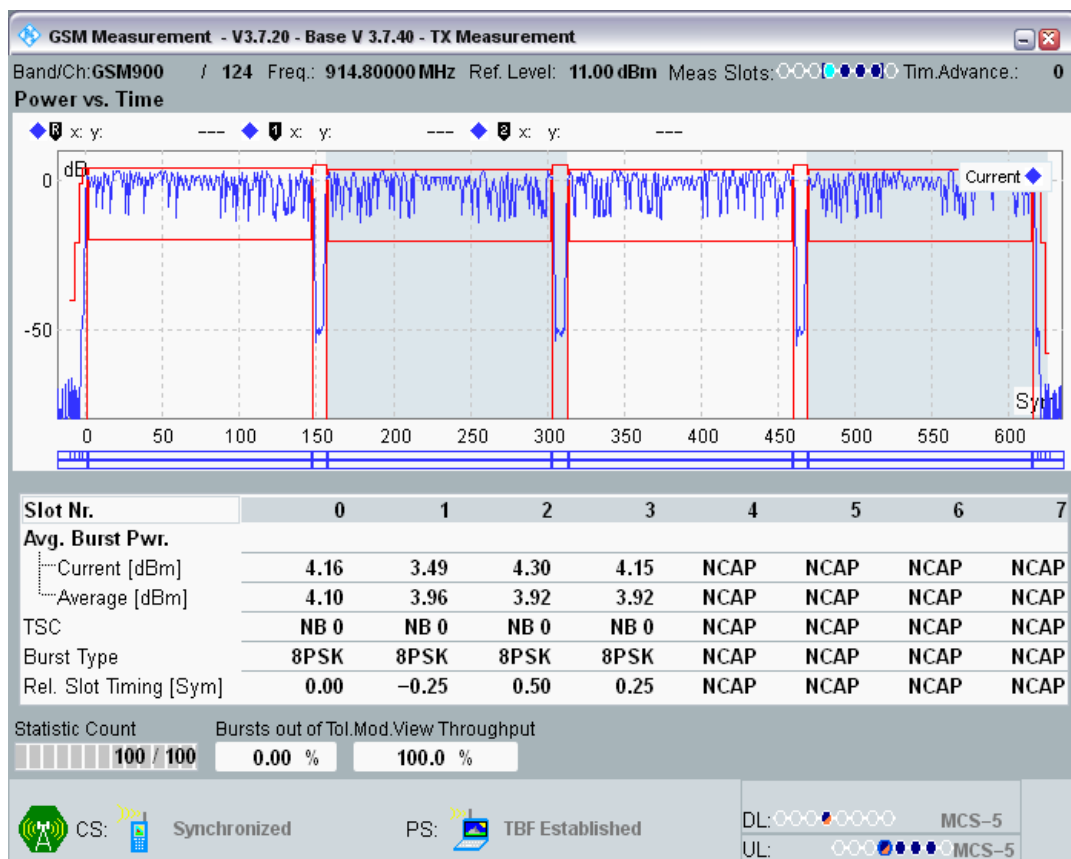 GSM Measurement - V3.7.20 - Base V 3.7.40 - TX Measurement
Band/Ch:GSM900 / 124 Freq.: 914.80000 MHz Ref. Level: 11.00 dBm Meas Slots: Tim.Advance.: 0
Power vs. Time
R x: y: --- 1 x: y: --- 2 x: y: ---
dB
Current
0
-50
Sym
0 50 100 150 200 250 300 350 400 450 500 550 600
Slot Nr. 0 1 2 3 4 5 6 7
Avg. Burst Pwr.
Current [dBm] 4.16 3.49 4.30 4.15 NCAP NCAP NCAP NCAP
Average [dBm] 4.10 3.96 3.92 3.92 NCAP NCAP NCAP NCAP
TSC NB 0 NB 0 NB 0 NB 0 NCAP NCAP NCAP NCAP
Burst Type 8PSK 8PSK 8PSK 8PSK NCAP NCAP NCAP NCAP
Rel. Slot Timing [Sym] 0.00 −0.25 0.50 0.25 NCAP NCAP NCAP NCAP
Statistic Count Bursts out of Tol.Mod.View Throughput
100 / 100 0.00 % 100.0 %
CS: Synchronized PS: TBF Established
DL: MCS−5
UL: MCS−5